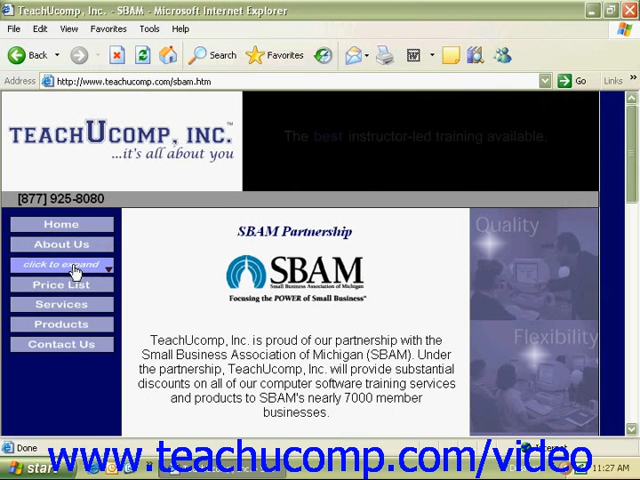 TeachUcomp, Inc. - SBAM - Microsoft Internet Explorer
File Edit View Favorites Tools Help
Back Search Favorites
Address http://www.teachucomp.com/sbam.htm Go Links
TEACHUCOMP, INC.™
...it's all about you
The best instructor-led training available.
[877] 925-8080
Home
About Us
click to expand
Price List
Services
Products
Contact Us
SBAM Partnership
SBAM
Small Business Association of Michigan
Focusing the POWER of Small Business
TeachUcomp, Inc. is proud of our partnership with the
Small Business Association of Michigan (SBAM). Under
the partnership, TeachUcomp, Inc. will provide substantial
discounts on all of our computer software training services
and products to SBAM's nearly 7000 member
businesses.
Quality
Flexibility
Done Internet
www.teachucomp.com/video
start 11:27 AM